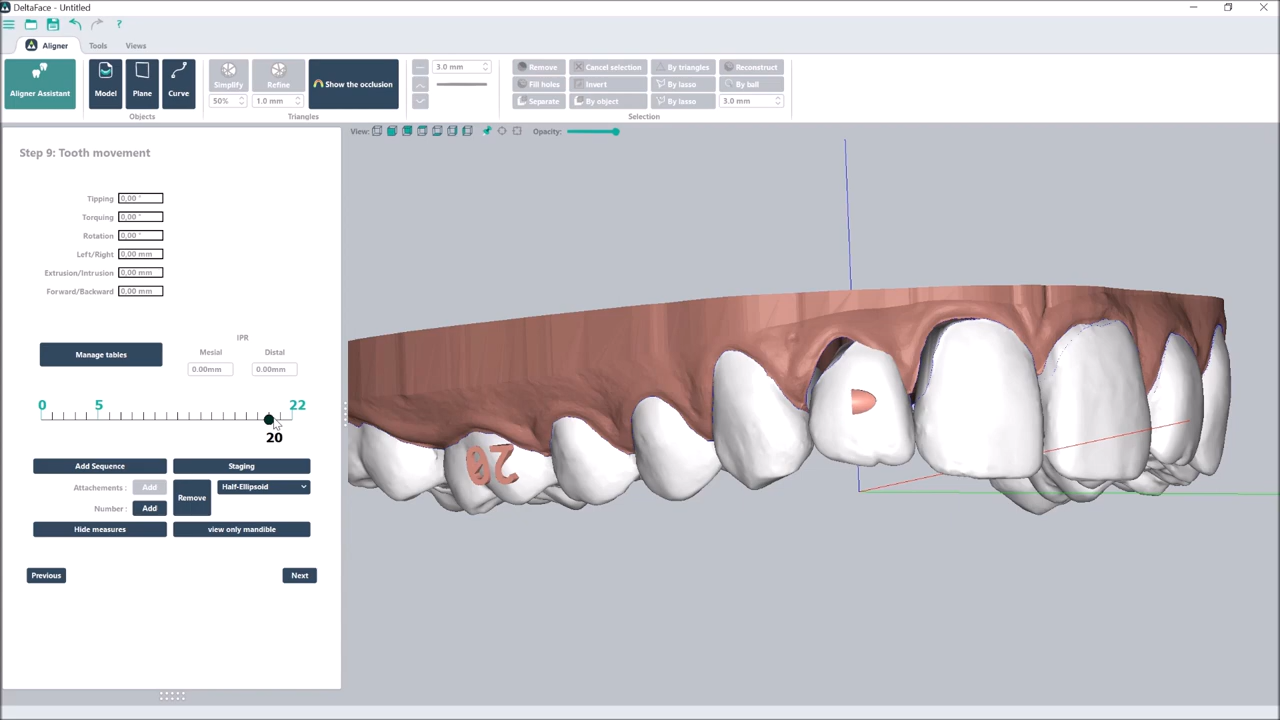 DeltaFace - Untitled
?
Aligner
Tools
Views
Aligner Assistant
Model
Plane
Curve
Objects
Simplify
50%
Refine
1.0 mm
Triangles
Show the occlusion
3.0 mm
Remove
Fill holes
Separate
Cancel selection
Invert
By object
By triangles
By lasso
By lasso
Reconstruct
By ball
3.0 mm
Selection
View:
Opacity:
Step 9: Tooth movement
Tipping 0,00 °
Torquing 0,00 °
Rotation 0,00 °
Left/Right 0,00 mm
Extrusion/Intrusion 0,00 mm
Forward/Backward 0,00 mm
IPR
Manage tables
Mesial
Distal
0.00mm
0.00mm
0
5
22
20
Add Sequence
Staging
Attachements :
Add
Remove
Half-Ellipsoid
Number :
Add
Hide measures
view only mandible
Previous
Next
20